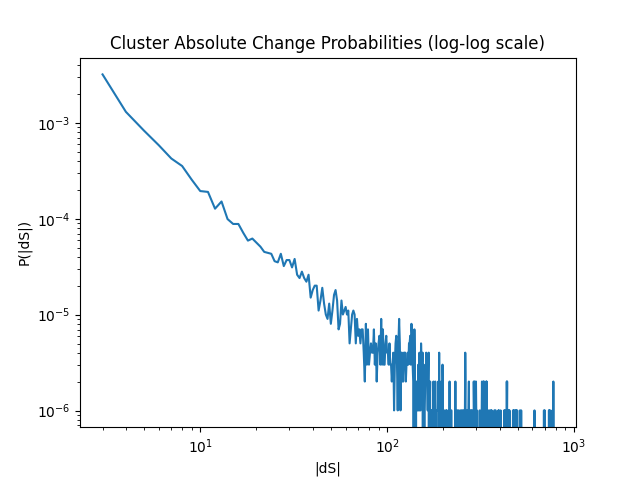 Cluster Absolute Change Probabilities (log-log scale)
P(|dS|)
10⁻³
10⁻⁴
10⁻⁵
10⁻⁶
10¹
10²
10³
|dS|